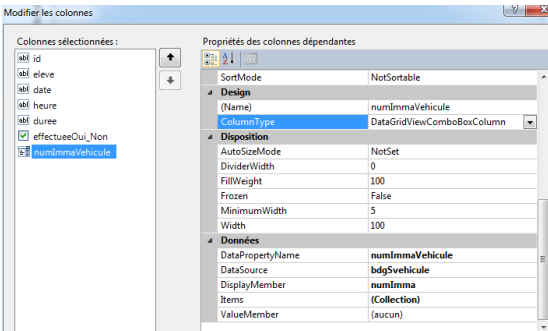 Modifier les colonnes
Colonnes sélectionnées :
Propriétés des colonnes dépendantes
abl id
abl eleve
abl date
abl heure
abl duree
effectueeOui_Non
numImmaVehicule
SortMode NotSortable
Design
(Name) numImmaVehicule
ColumnType DataGridViewComboBoxColumn
Disposition
AutoSizeMode NotSet
DividerWidth 0
FillWeight 100
Frozen False
MinimumWidth 5
Width 100
Données
DataPropertyName numImmaVehicule
DataSource bdgSvehicule
DisplayMember numImma
Items (Collection)
ValueMember (aucun)